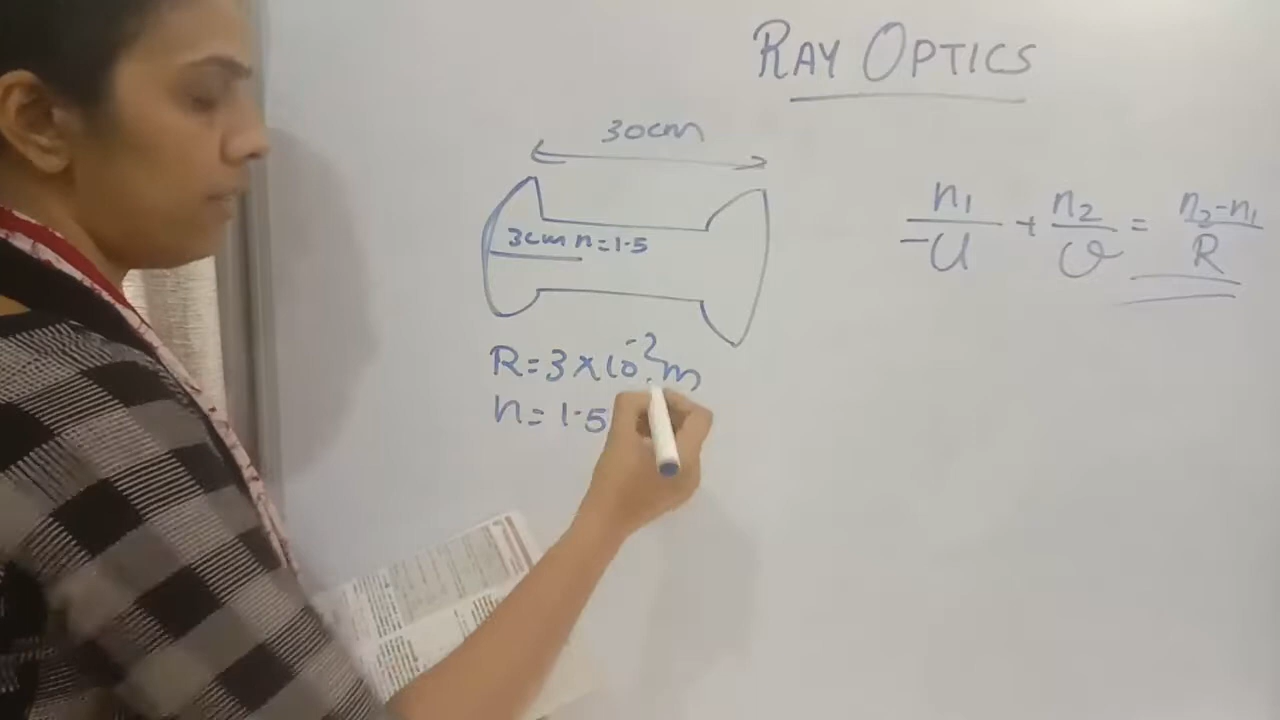 RAY OPTICS
30cm
3cm n=1.5
n₁/-u + n₂/v = n₂-n₁/R
R=3×10⁻²m
n=1.5